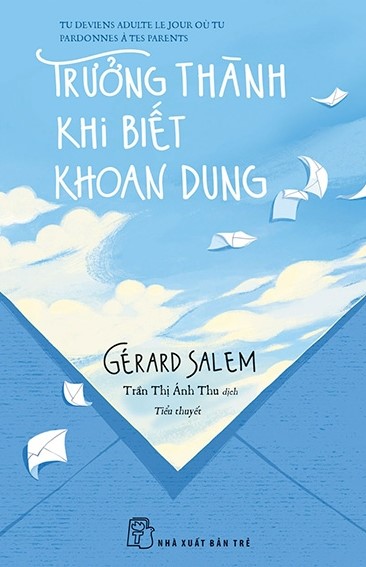 TU DEVIENS ADULTE LE JOUR OÙ TU
PARDONNES Á TES PARENTS
TRƯỞNG THÀNH
KHI BIẾT
KHOAN DUNG
GÉRARD SALEM
Trần Thị Ánh Thu dịch
Tiểu thuyết
NHÀ XUẤT BẢN TRẺ